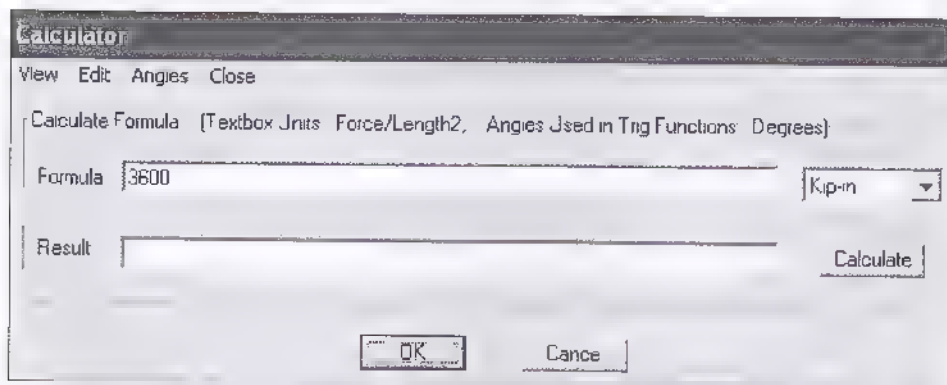 Calculator
View Edit Angles Close
Calculate Formula (Textbox Units Force/Length2, Angles Used in Trig Functions Degrees)
Formula 3600 Kip-in
Result Calculate
OK Cance